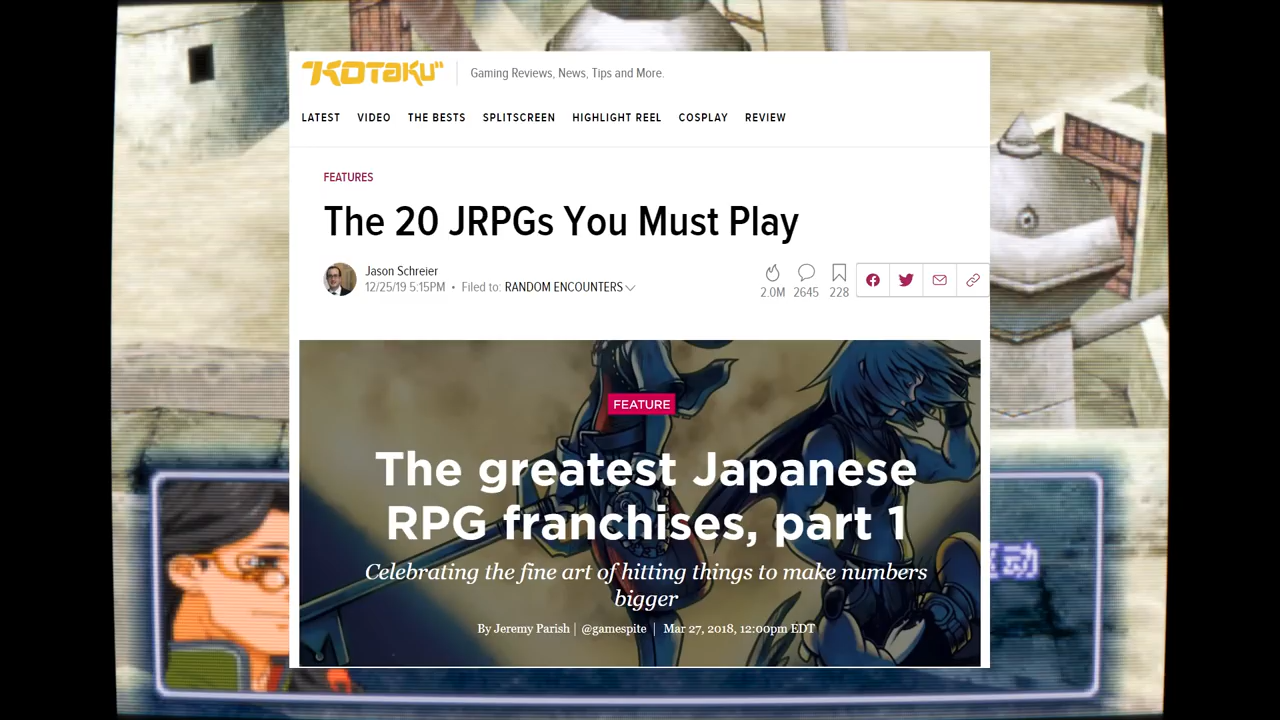 "KOTAKU"
Gaming Reviews, News, Tips and More.
LATEST VIDEO THE BESTS SPLITSCREEN HIGHLIGHT REEL COSPLAY REVIEW
FEATURES
The 20 JRPGs You Must Play
Jason Schreier
12/25/19 5:15PM • Filed to: RANDOM ENCOUNTERS
2.0M 2645 228
FEATURE
The greatest Japanese
RPG franchises, part 1
Celebrating the fine art of hitting things to make numbers
bigger
By Jeremy Parish | @gamespite | Mar 27, 2018, 12:00pm EDT
动